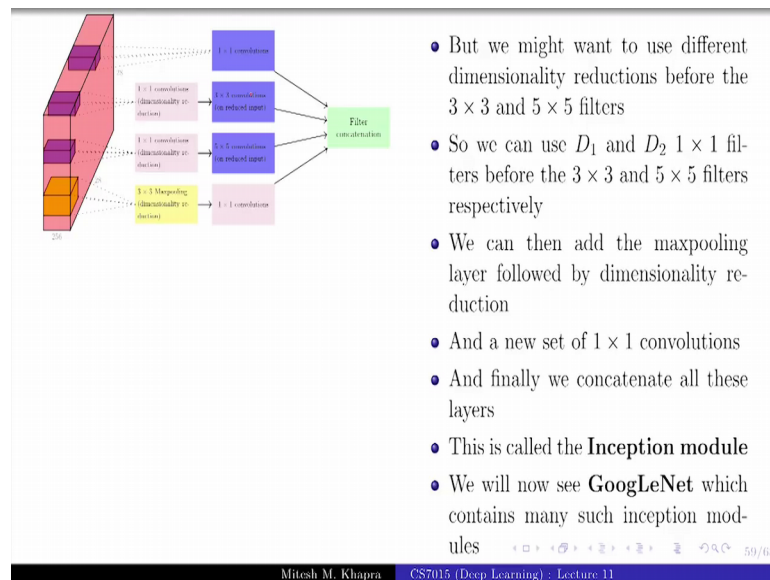 1 × 1 convolutions
1 × 1 convolutions
(dimensionality re-
duction)
3 × 3 convolutions
(on reduced input)
1 × 1 convolutions
(dimensionality re-
duction)
5 × 5 convolutions
(on reduced input)
3 × 3 Maxpooling
(dimensionality re-
duction)
1 × 1 convolutions
Filter
concatenation
28
28
256
But we might want to use different
dimensionality reductions before the
3 × 3 and 5 × 5 filters
So we can use D₁ and D₂ 1 × 1 fil-
ters before the 3 × 3 and 5 × 5 filters
respectively
We can then add the maxpooling
layer followed by dimensionality re-
duction
And a new set of 1 × 1 convolutions
And finally we concatenate all these
layers
This is called the Inception module
We will now see GoogLeNet which
contains many such inception mod-
ules
59/6
Mitesh M. Khapra CS7015 (Deep Learning) : Lecture 11